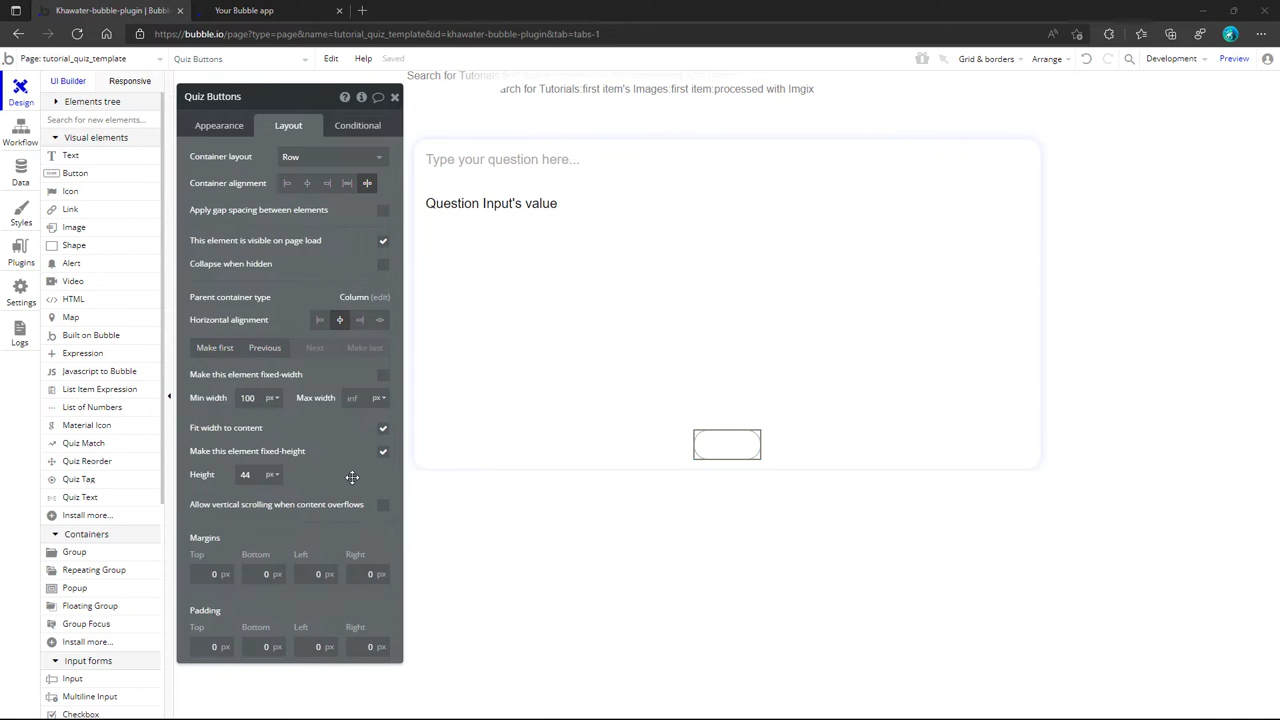 Khawater-bubble-plugin | Bubbl
Your Bubble app
https://bubble.io/page?type=page&name=tutorial_quiz_template&id=khawater-bubble-plugin&tab=tabs-1
Page: tutorial_quiz_template
Quiz Buttons
Edit
Help
Saved
Grid & borders
Arrange
Development
Preview
Design
Workflow
Data
Styles
Plugins
Settings
Logs
UI Builder
Responsive
Elements tree
Search for new elements...
Visual elements
Text
Button
Icon
Link
Image
Shape
Alert
Video
HTML
Map
Built on Bubble
Expression
Javascript to Bubble
List Item Expression
List of Numbers
Material Icon
Quiz Match
Quiz Reorder
Quiz Tag
Quiz Text
Install more...
Containers
Group
Repeating Group
Popup
Floating Group
Group Focus
Install more...
Input forms
Input
Multiline Input
Checkbox
Quiz Buttons
Appearance
Layout
Conditional
Container layout
Row
Container alignment
Apply gap spacing between elements
This element is visible on page load
Collapse when hidden
Parent container type
Column (edit)
Horizontal alignment
Make first
Previous
Next
Make last
Make this element fixed-width
Min width 100 px
Max width inf px
Fit width to content
Make this element fixed-height
Height 44 px
Allow vertical scrolling when content overflows
Margins
Top Bottom Left Right
0 px 0 px 0 px 0 px
Padding
Top Bottom Left Right
0 px 0 px 0 px 0 px
Search for Tutorials
arch for Tutorials:first item's Images:first item:processed with Imgix
Type your question here...
Question Input's value